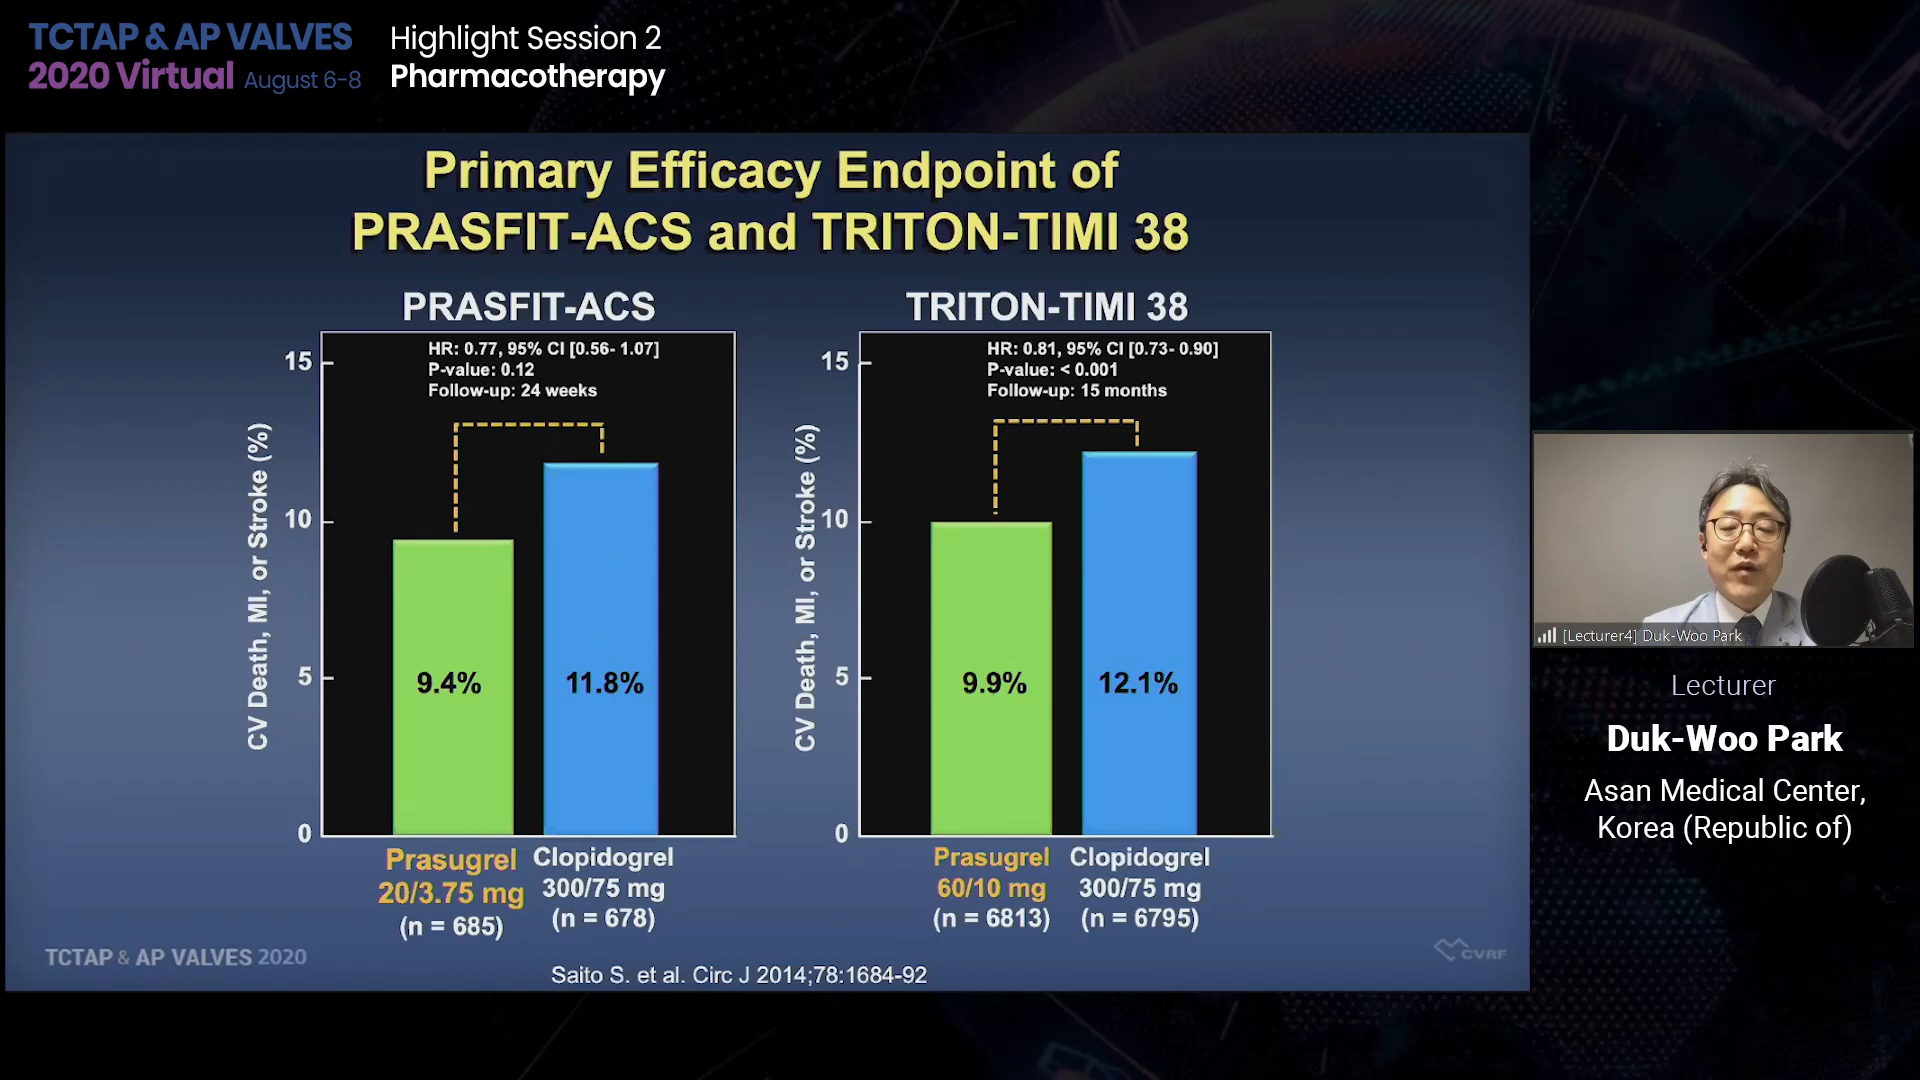 TCTAP & AP VALVES
2020 Virtual August 6-8
Highlight Session 2
Pharmacotherapy
Primary Efficacy Endpoint of
PRASFIT-ACS and TRITON-TIMI 38
PRASFIT-ACS
HR: 0.77, 95% CI [0.56- 1.07]
P-value: 0.12
Follow-up: 24 weeks
CV Death, MI, or Stroke (%)
15
10
5
0
9.4%
11.8%
Prasugrel
20/3.75 mg
(n = 685)
Clopidogrel
300/75 mg
(n = 678)
TRITON-TIMI 38
HR: 0.81, 95% CI [0.73- 0.90]
P-value: < 0.001
Follow-up: 15 months
CV Death, MI, or Stroke (%)
15
10
5
0
9.9%
12.1%
Prasugrel
60/10 mg
(n = 6813)
Clopidogrel
300/75 mg
(n = 6795)
TCTAP & AP VALVES 2020
Saito S. et al. Circ J 2014;78:1684-92
CVRF
[Lecturer4] Duk-Woo Park
Lecturer
Duk-Woo Park
Asan Medical Center,
Korea (Republic of)